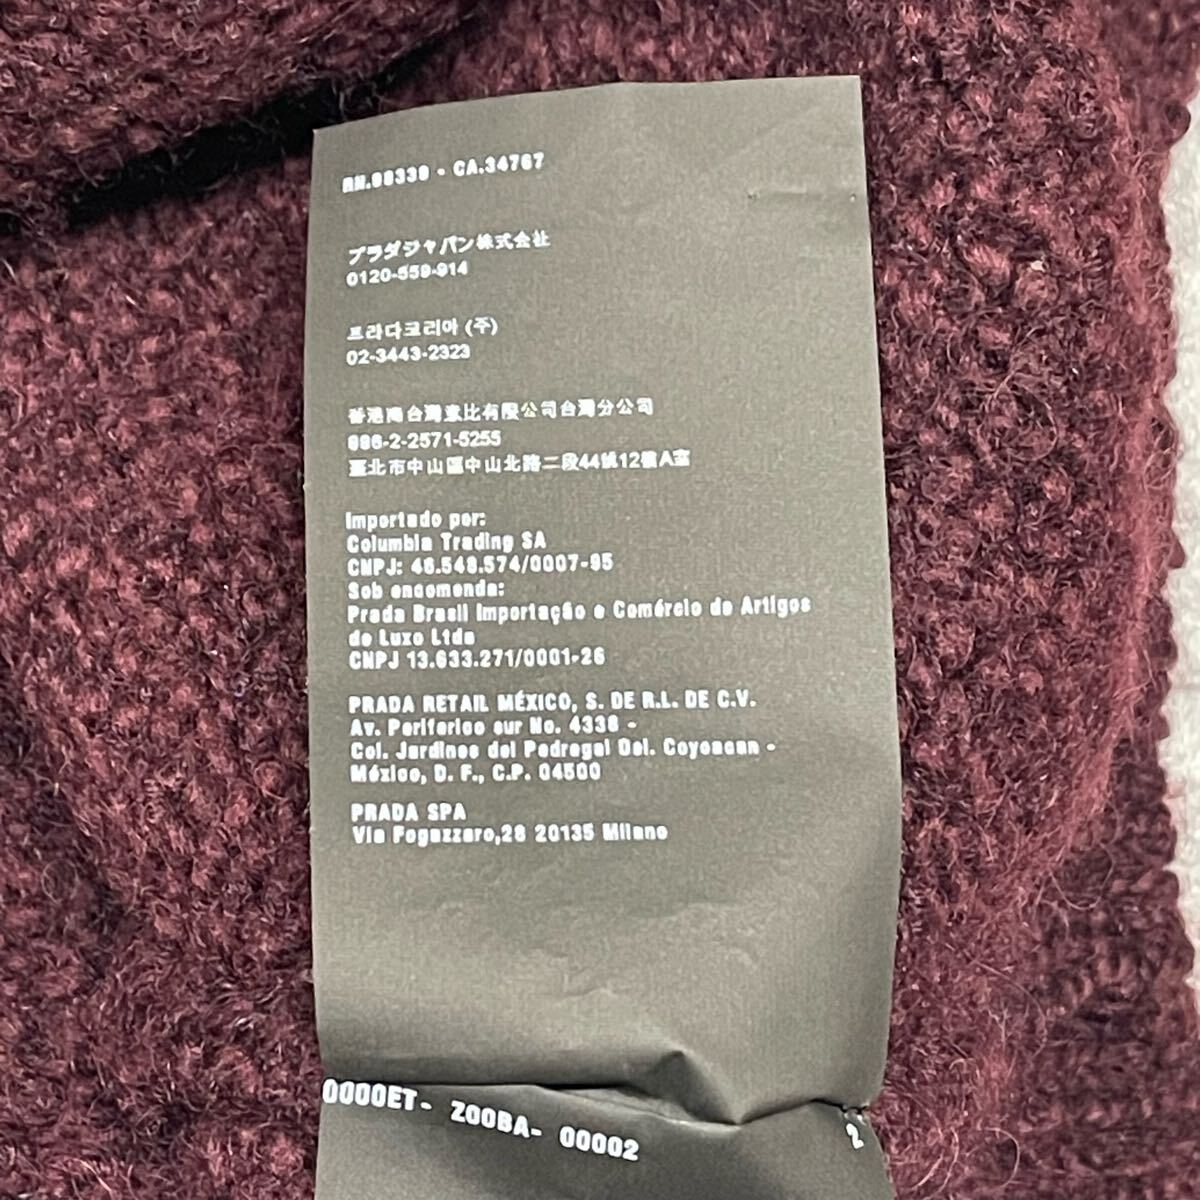 RN.98339 • CA.34767
プラダジャパン株式会社
0120-559-914
프라다코리아 (주)
02-3443-2323
香港商台灣章比有限公司台灣分公司
886-2-2571-5255
臺北市中山區中山北路二段44號12樓A室
Importado por:
Columbia Trading SA
CNPJ: 46.548.574/0007-95
Sob encomenda:
Prada Brasil Importação e Comércio de Artigos
de Luxo Ltda
CNPJ 13.633.271/0001-26
PRADA RETAIL MÉXICO, S. DE R.L. DE C.V.
Av. Periferico sur No. 4338 -
Col. Jardines del Pedregal Del. Coyoacan -
México, D. F., C.P. 04500
PRADA SPA
Via Fogazzaro,28 20135 Milano
0000ET- Z00BA- 00002
2